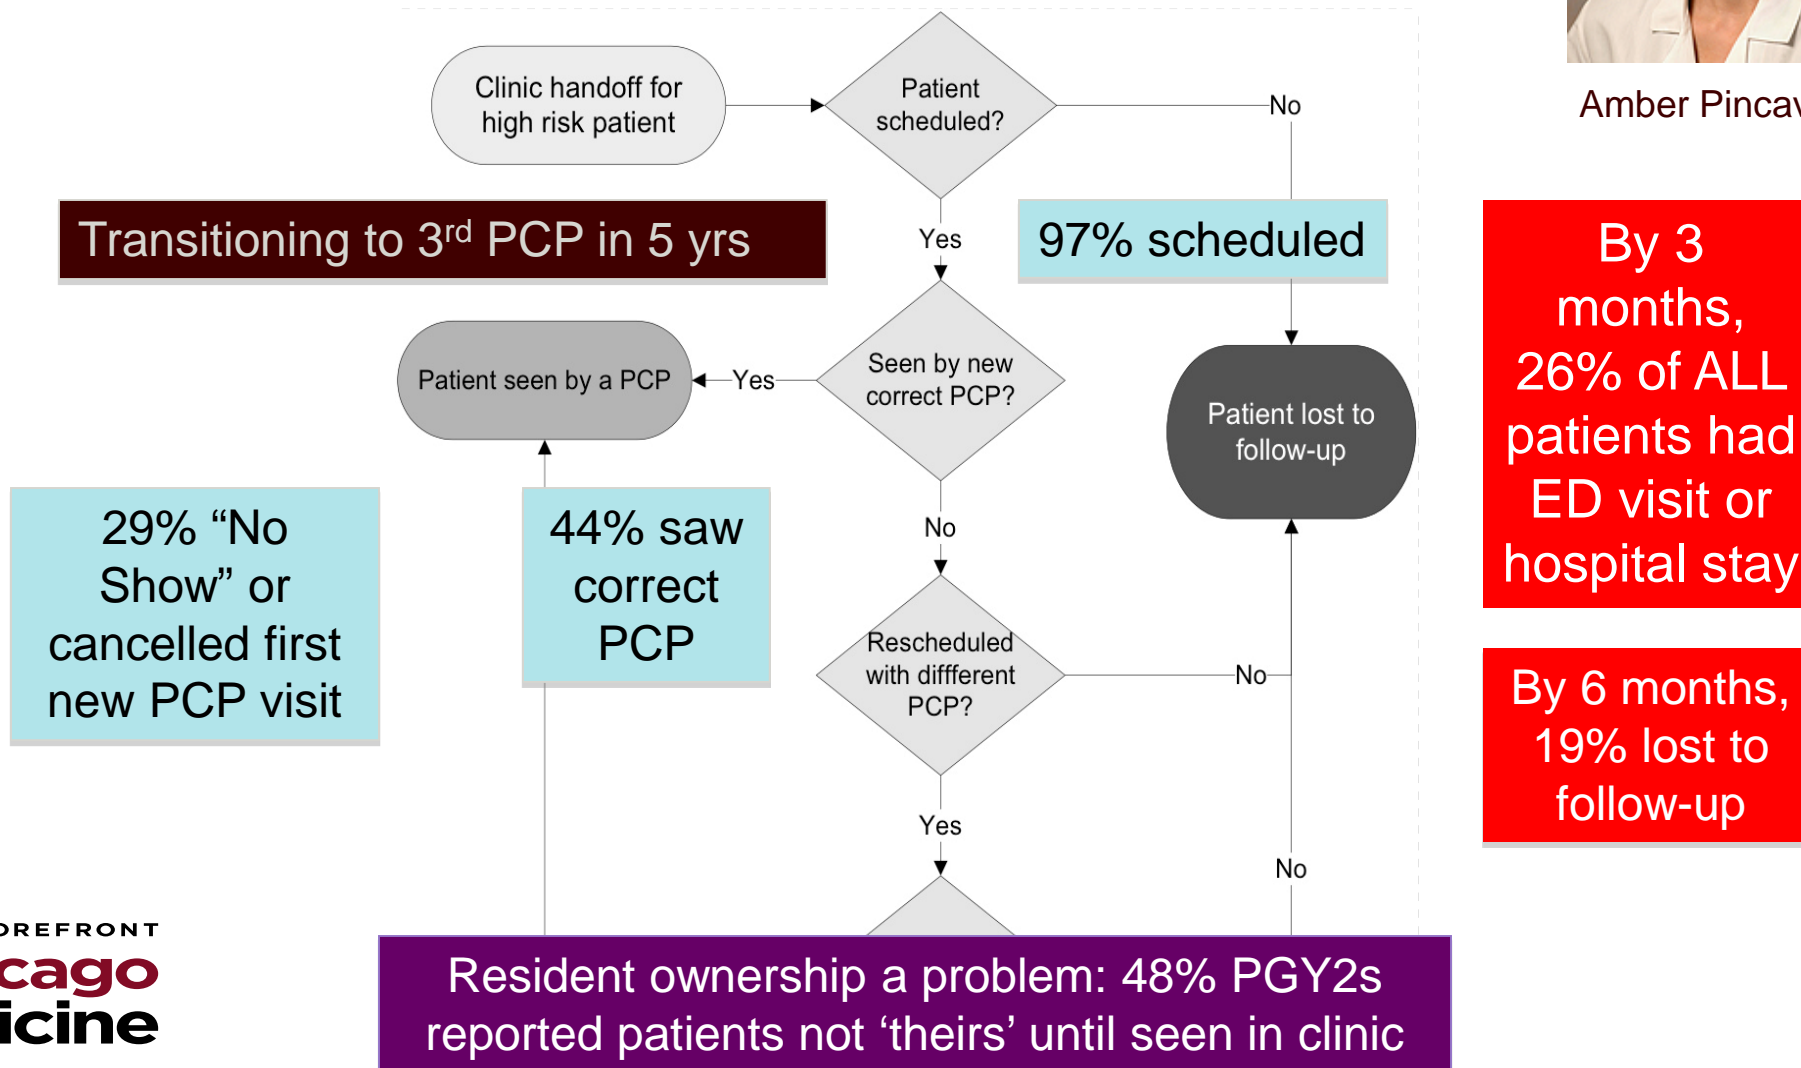 Clinic handoff for
high risk patient
Patient
scheduled?
No
Amber Pincav
Transitioning to 3rd PCP in 5 yrs
Yes
97% scheduled
By 3
months,
26% of ALL
patients had
ED visit or
hospital stay
Patient seen by a PCP
Yes
Seen by new
correct PCP?
Patient lost to
follow-up
29% “No
Show” or
cancelled first
new PCP visit
44% saw
correct
PCP
No
Rescheduled
with diffferent
PCP?
No
By 6 months,
19% lost to
follow-up
Yes
No
OREFRONT
cago
icine
Resident ownership a problem: 48% PGY2s
reported patients not ‘theirs’ until seen in clinic